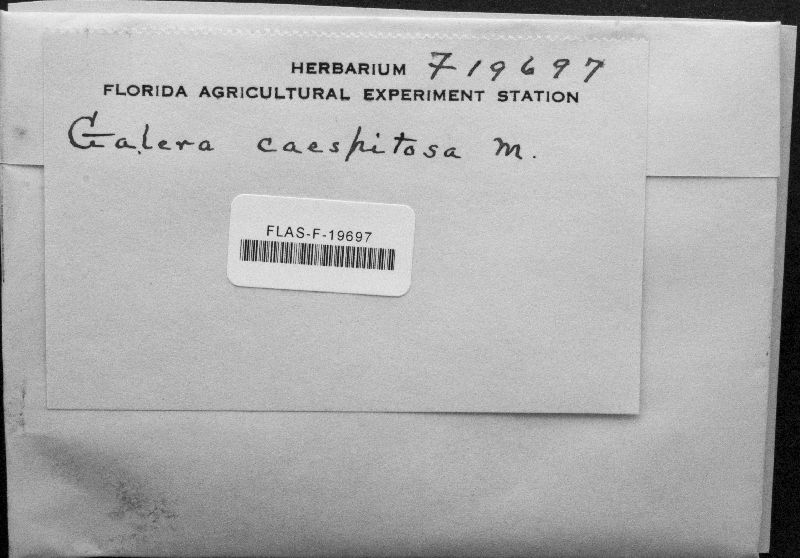 HERBARIUM F19697
FLORIDA AGRICULTURAL EXPERIMENT STATION
Galera caespitosa M.
FLAS-F-19697